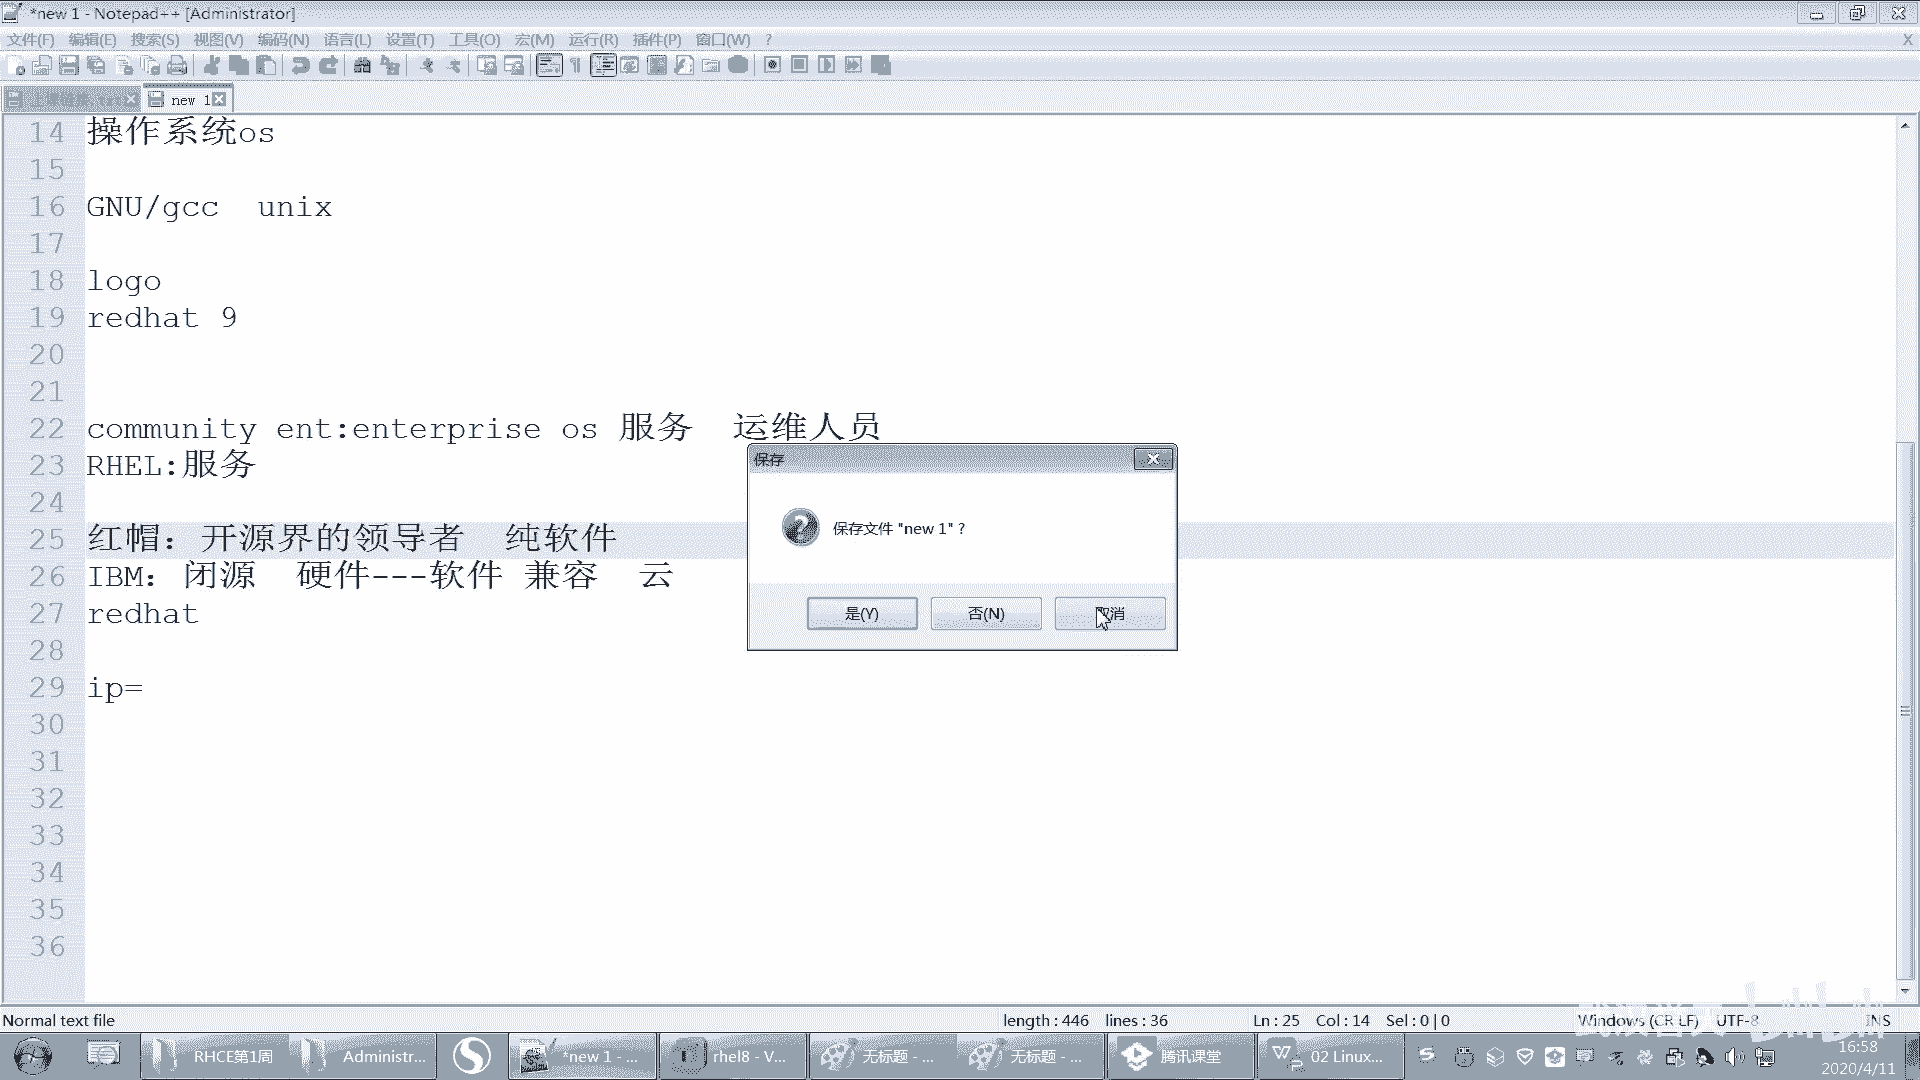 *new 1 - Notepad++ [Administrator]
文件(F) 编辑(E) 搜索(S) 视图(V) 编码(N) 语言(L) 设置(T) 工具(O) 宏(M) 运行(R) 插件(P) 窗口(W) ? X
new 1
14 操作系统os
15
16 GNU/gcc unix
17
18 logo
19 redhat 9
20
21
22 community ent:enterprise os 服务 运维人员
23 RHEL:服务
24
25 红帽：开源界的领导者 纯软件
26 IBM：闭源 硬件---软件 兼容 云
27 redhat
28
29 ip=
30
31
32
33
34
35
36
保存
保存文件 "new 1" ?
是(Y) 否(N) 取消
Normal text file length : 446 lines : 36 Ln : 25 Col : 14 Sel : 0 | 0 Windows (CR LF) UTF-8 INS
RHCE第1周 Administr... *new 1 - ... rhel8 - V... 无标题 - ... 无标题 - ... 腾讯课堂 02 Linux...
16:58
2020/4/11